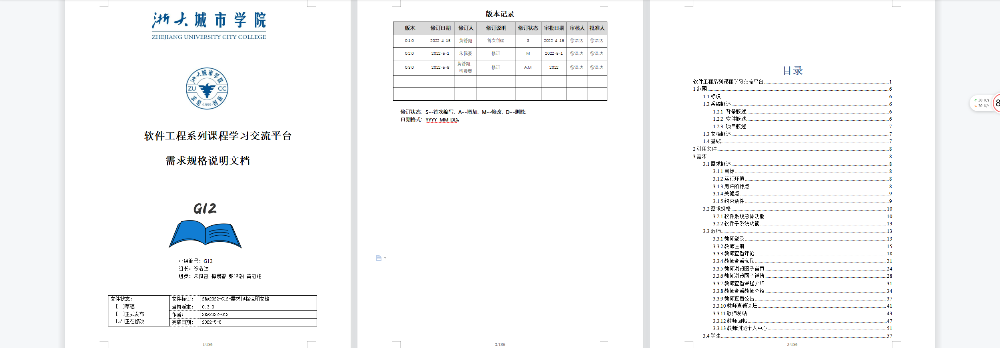 浙大城市学院
ZHEJIANG UNIVERSITY CITY COLLEGE
浙大城市学院
ZU CC
求是创新
·1999·
软件工程系列课程学习交流平台
需求规格说明文档
G12
小组编号：G12
组长：徐浩达
组员：朱佩豪 梅晨睿 张浩瀚 黄舒翔
文件状态： 文件标识： SRA2022-G12-需求规格说明文档
[ ]草稿 当前版本： 0.3.0
[ ]正式发布 作者： SRA2022-G12
[√]正在修改 完成日期： 2022-5-8
1/186
版本记录
版本 修订日期 修订人 修订说明 修订状态 审批日期 审核人 批准人
0.1.0 2022-4-15 黄舒翔 首次创建 S 2022-4-16 徐浩达 徐浩达
0.2.0 2022-5-1 朱佩豪 修订 M 2022-5-1 徐浩达 徐浩达
0.3.0 2022-5-8 黄舒翔, 梅晨睿 修订 A,M 2022 徐浩达 徐浩达
修订状态：S--首次编写，A--增加，M--修改，D--删除;
日期格式：YYYY-MM-DD。
2/186
目录
软件工程系列课程学习交流平台 1
1 范围 6
1.1 标识 6
1.2 系统概述 6
1.2.1 背景概述 6
1.2.2 软件概述 6
1.2.3 项目概述 7
1.3 文档概述 7
1.4 基线 7
2 引用文件 8
3 需求 8
3.1 需求概述 8
3.1.1 目标 8
3.1.2 运行环境 8
3.1.3 用户的特点 8
3.1.4 关键点 9
3.1.5 约束条件 9
3.2 需求规格 10
3.2.1 软件系统总体功能 10
3.2.2 软件子系统功能 13
3.3 教师 13
3.3.1 教师登录 13
3.3.2 教师注册 15
3.3.3 教师查看评论 18
3.3.4 教师查看私聊 21
3.3.5 教师浏览圈子首页 24
3.3.6 教师浏览圈子详情 28
3.3.7 教师查看课程介绍 31
3.3.8 教师查看教师介绍 34
3.3.9 教师查看公告 37
3.3.10 教师查看论坛 41
3.3.11 教师发帖 43
3.3.12 教师回帖 47
3.3.13 教师浏览个人中心 51
3.4 学生 57
3/186
↑ 30 K/s
↓ 30 K/s
8